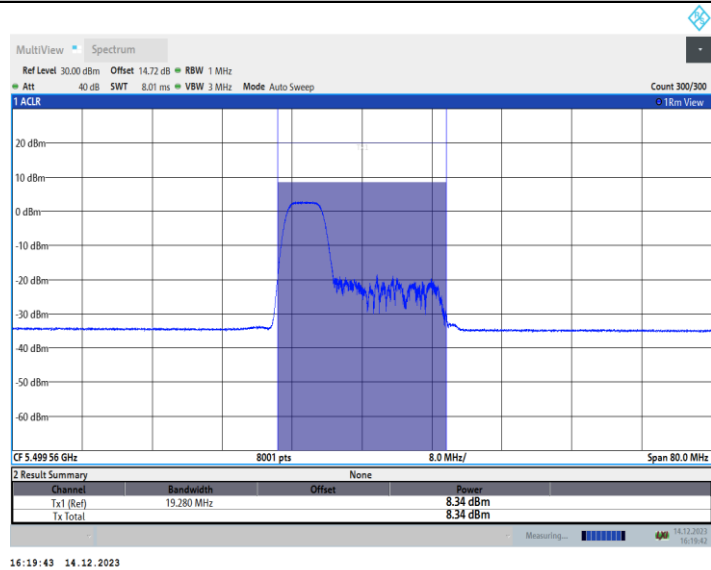 R S
MultiView Spectrum
Ref Level 30.00 dBm Offset 14.72 dB RBW 1 MHz
Att 40 dB SWT 8.01 ms VBW 3 MHz Mode Auto Sweep Count 300/300
1 ACLR 1Rm View
20 dBm
10 dBm
0 dBm
-10 dBm
-20 dBm
-30 dBm
-40 dBm
-50 dBm
-60 dBm
CF 5.499 56 GHz 8001 pts 8.0 MHz/ Span 80.0 MHz
2 Result Summary None
Channel Bandwidth Offset Power
Tx1 (Ref) 19.280 MHz 8.34 dBm
Tx Total 8.34 dBm
Measuring... 14.12.2023
16:19:42
16:19:43 14.12.2023